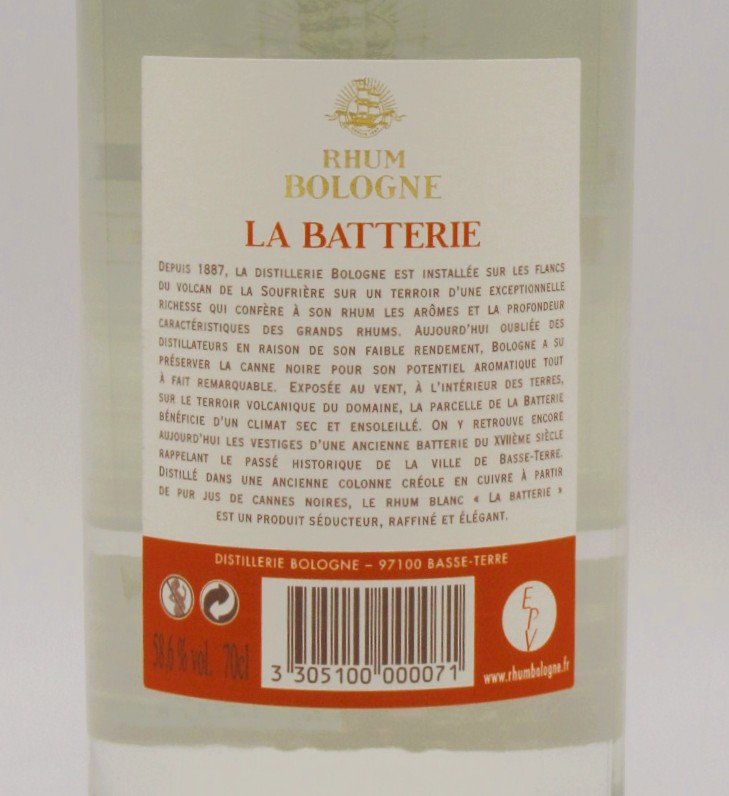 RHUM
BOLOGNE
LA BATTERIE
DEPUIS 1887, LA DISTILLERIE BOLOGNE EST INSTALLÉE SUR LES FLANCS
DU VOLCAN DE LA SOUFRIÈRE SUR UN TERROIR D'UNE EXCEPTIONNELLE
RICHESSE QUI CONFÈRE À SON RHUM LES ARÔMES ET LA PROFONDEUR
CARACTÉRISTIQUES DES GRANDS RHUMS. AUJOURD'HUI OUBLIÉE DES
DISTILLATEURS EN RAISON DE SON FAIBLE RENDEMENT, BOLOGNE A SU
PRÉSERVER LA CANNE NOIRE POUR SON POTENTIEL AROMATIQUE TOUT
À FAIT REMARQUABLE. EXPOSÉE AU VENT, À L'INTÉRIEUR DES TERRES,
SUR LE TERROIR VOLCANIQUE DU DOMAINE, LA PARCELLE DE LA BATTERIE
BÉNÉFICIE D'UN CLIMAT SEC ET ENSOLEILLÉ. ON Y RETROUVE ENCORE
AUJOURD'HUI LES VESTIGES D'UNE ANCIENNE BATTERIE DU XVIIÈME SIÈCLE
RAPPELANT LE PASSÉ HISTORIQUE DE LA VILLE DE BASSE-TERRE.
DISTILLÉ DANS UNE ANCIENNE COLONNE CRÉOLE EN CUIVRE À PARTIR
DE PUR JUS DE CANNES NOIRES, LE RHUM BLANC « LA BATTERIE »
EST UN PRODUIT SÉDUCTEUR, RAFFINÉ ET ÉLÉGANT.
DISTILLERIE BOLOGNE – 97100 BASSE-TERRE
58,6 % vol. 70cl
3 305100 000071
EPV
www.rhumbologne.fr